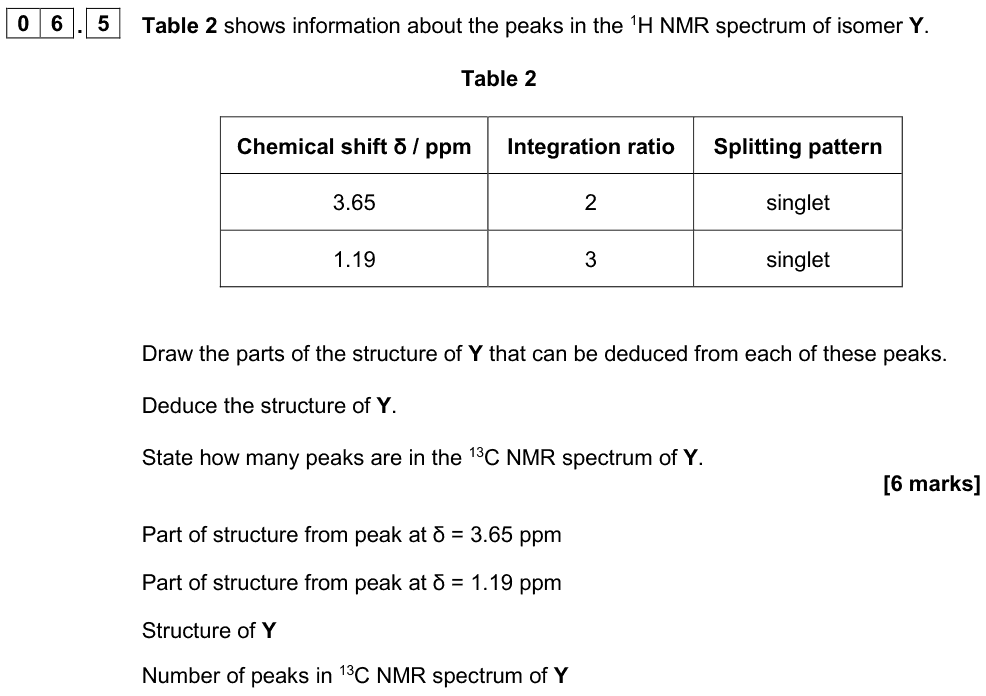 0 6 . 5 Table 2 shows information about the peaks in the ¹H NMR spectrum of isomer Y.
Table 2
Chemical shift δ / ppm Integration ratio Splitting pattern
3.65 2 singlet
1.19 3 singlet
Draw the parts of the structure of Y that can be deduced from each of these peaks.
Deduce the structure of Y.
State how many peaks are in the ¹³C NMR spectrum of Y.
[6 marks]
Part of structure from peak at δ = 3.65 ppm
Part of structure from peak at δ = 1.19 ppm
Structure of Y
Number of peaks in ¹³C NMR spectrum of Y